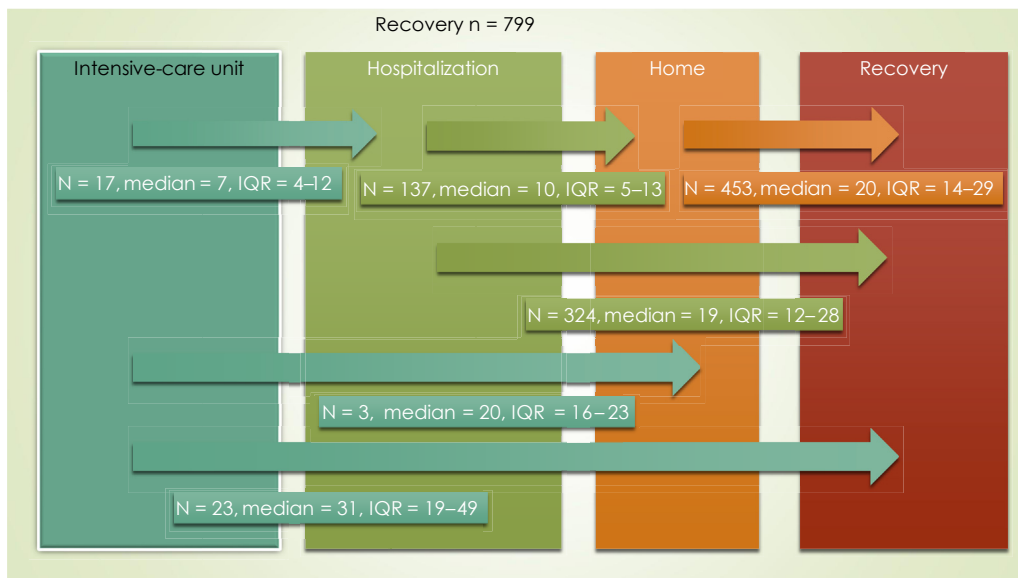 Recovery n = 799
Intensive-care unit
Hospitalization
Home
Recovery
N = 17, median = 7, IQR = 4–12
N = 137, median = 10, IQR = 5–13
N = 453, median = 20, IQR = 14–29
N = 324, median = 19, IQR = 12–28
N = 3, median = 20, IQR = 16–23
N = 23, median = 31, IQR = 19–49